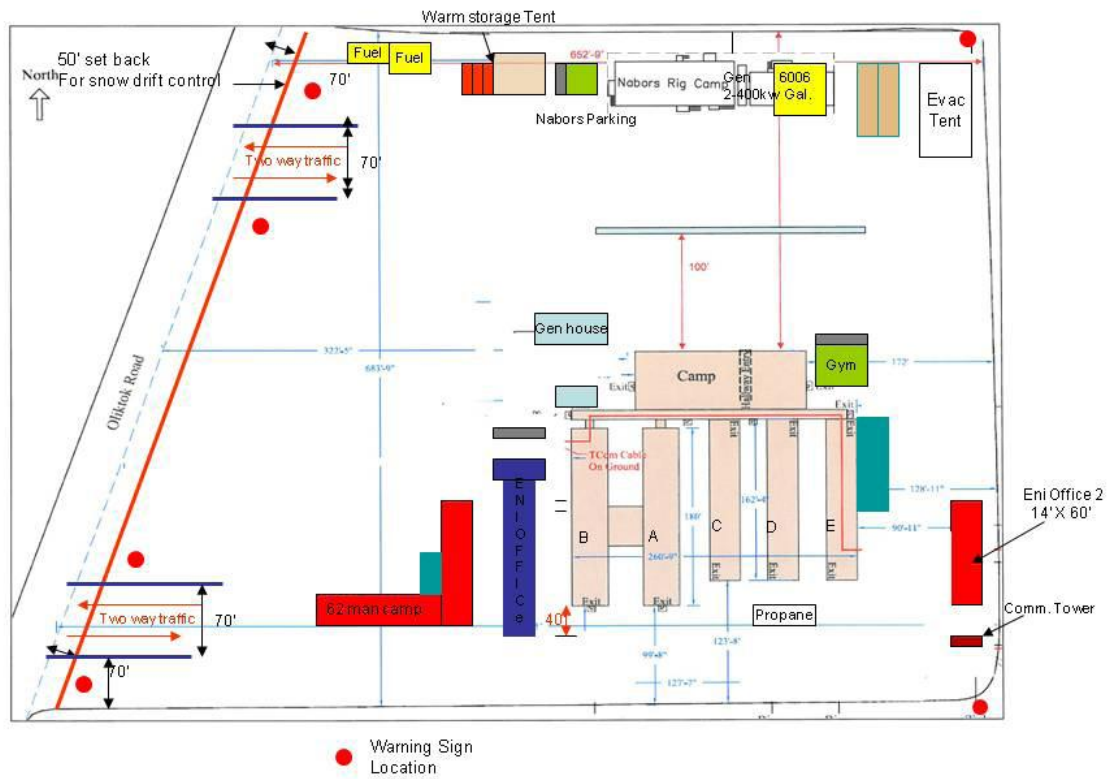 Warm storage Tent
50' set back
For snow drift control
North
70'
Fuel
Fuel
652'-9"
Nabors Rig Camp
Gen
2-400kw
6006
Gal.
Evac
Tent
Nabors Parking
Two way traffic
70'
100'
Gen house
Oliktok Road
683'-9"
Camp
Gym
172'
Exit
Exit
Exit
Exit
Exit
Exit
TCom Cable
On Ground
ENI OFFICe
B
A
C
D
E
180'
162'-4"
260'-9"
128'-11"
90'-11"
Eni Office 2
14' X 60'
62 man camp
Exit
Exit
Exit
Exit
40'
Propane
Comm. Tower
Two way traffic
70'
70'
99'-8"
123'-8"
127'-7"
Warning Sign
Location